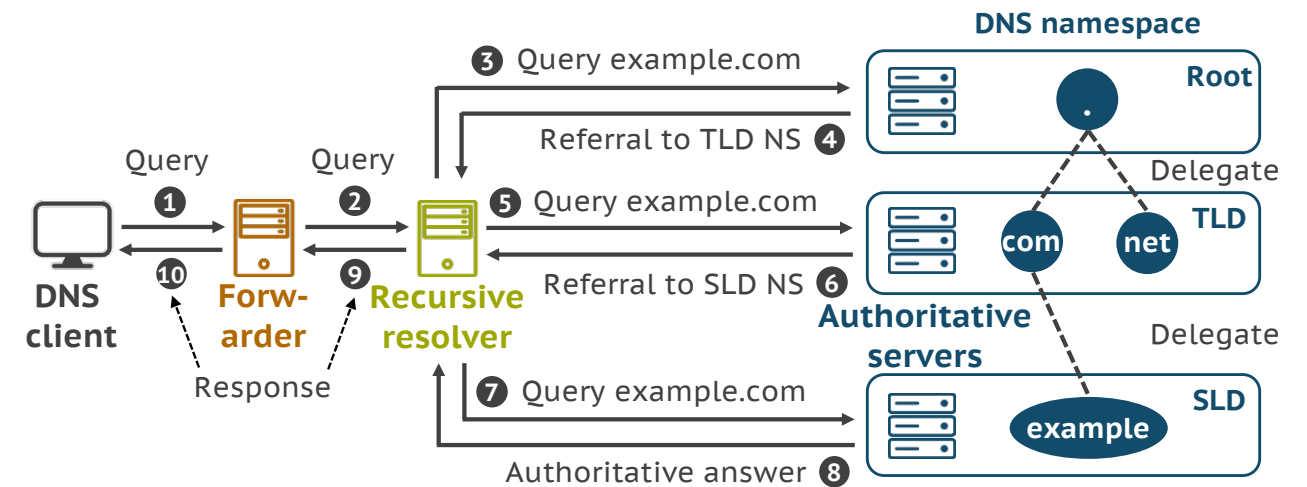 DNS namespace
3 Query example.com
Root
.
Referral to TLD NS 4
Delegate
Query
Query
1
2
5 Query example.com
TLD
com
net
10
9
Referral to SLD NS 6
DNS
client
Forw-
arder
Recursive
resolver
Authoritative
servers
Delegate
Response
7 Query example.com
SLD
example
Authoritative answer 8